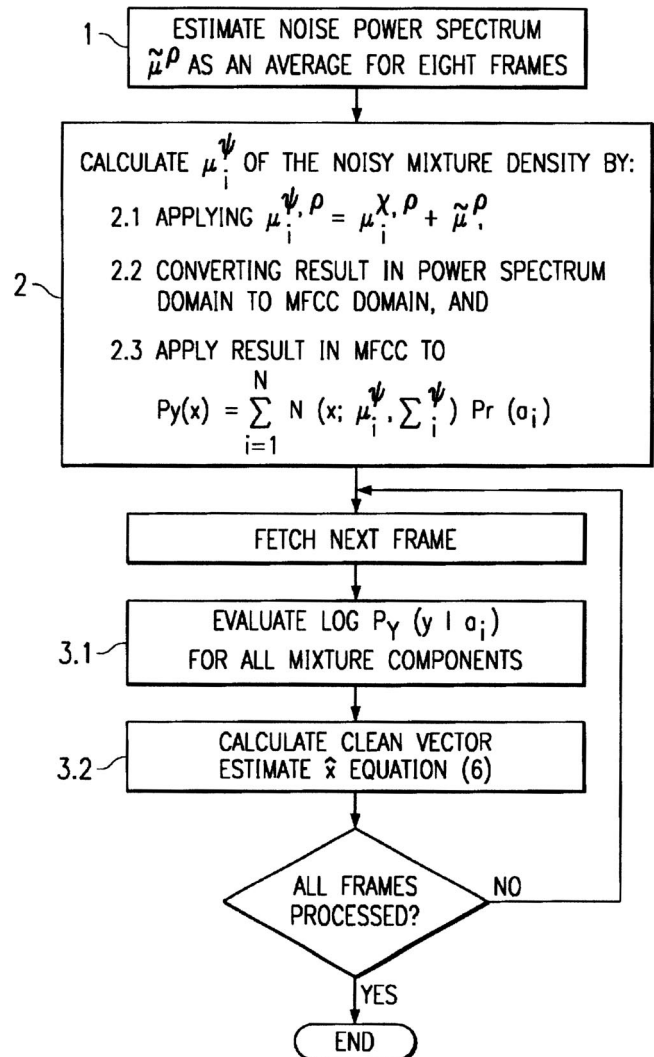 1
ESTIMATE NOISE POWER SPECTRUM
μ̃^ρ AS AN AVERAGE FOR EIGHT FRAMES
2
CALCULATE μ_i^ψ OF THE NOISY MIXTURE DENSITY BY:
2.1 APPLYING μ_i^ψ,ρ = μ_i^χ,ρ + μ̃^ρ,
2.2 CONVERTING RESULT IN POWER SPECTRUM
DOMAIN TO MFCC DOMAIN, AND
2.3 APPLY RESULT IN MFCC TO
Py(x) = ∑_{i=1}^{N} N (x; μ_i^ψ, ∑_i^ψ) Pr (a_i)
FETCH NEXT FRAME
3.1
EVALUATE LOG P_Y (y | a_i)
FOR ALL MIXTURE COMPONENTS
3.2
CALCULATE CLEAN VECTOR
ESTIMATE x̂ EQUATION (6)
ALL FRAMES
PROCESSED?
NO
YES
END